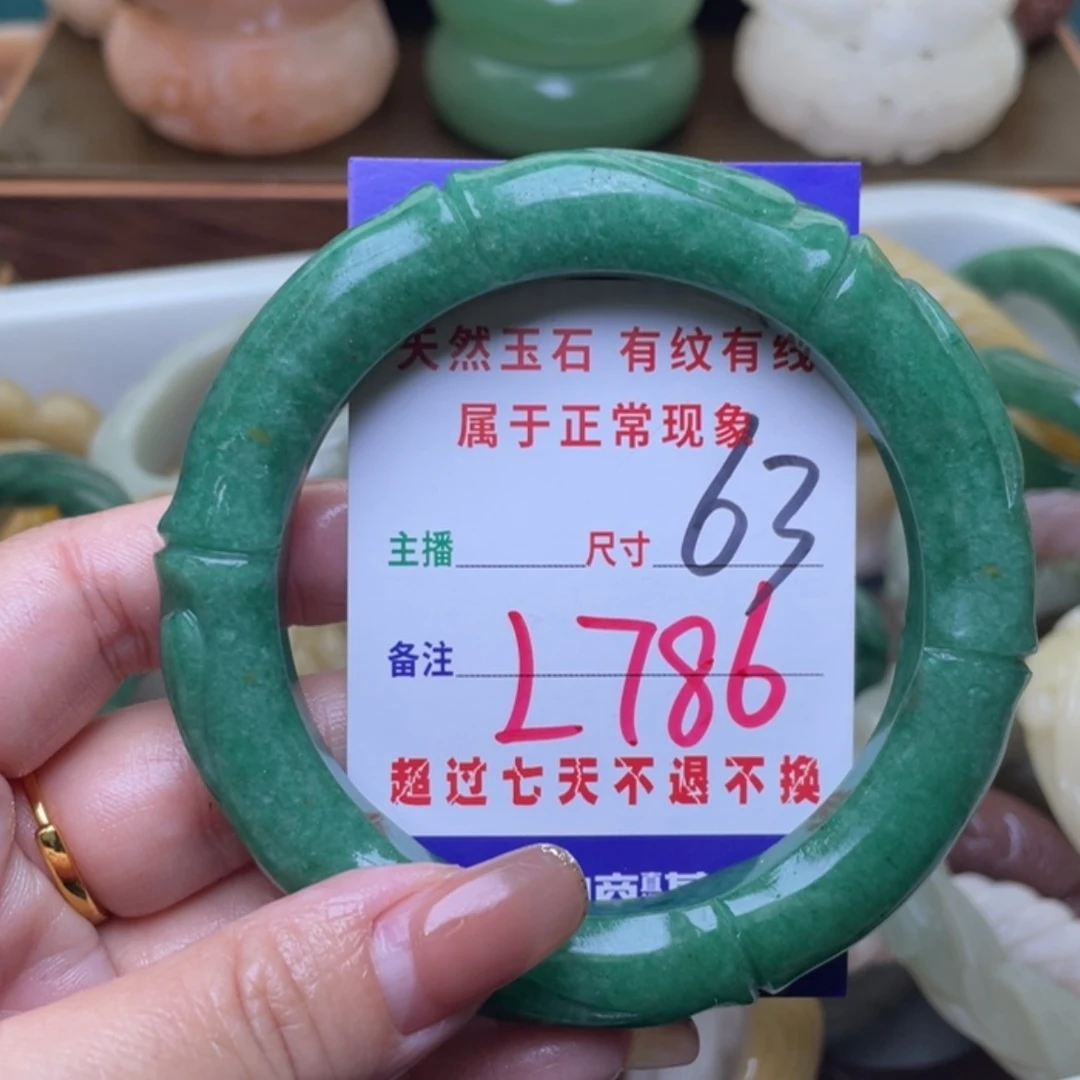 天然玉石 有纹有线
属于正常现象
主播 尺寸 63
备注 L786
超过七天不退不换